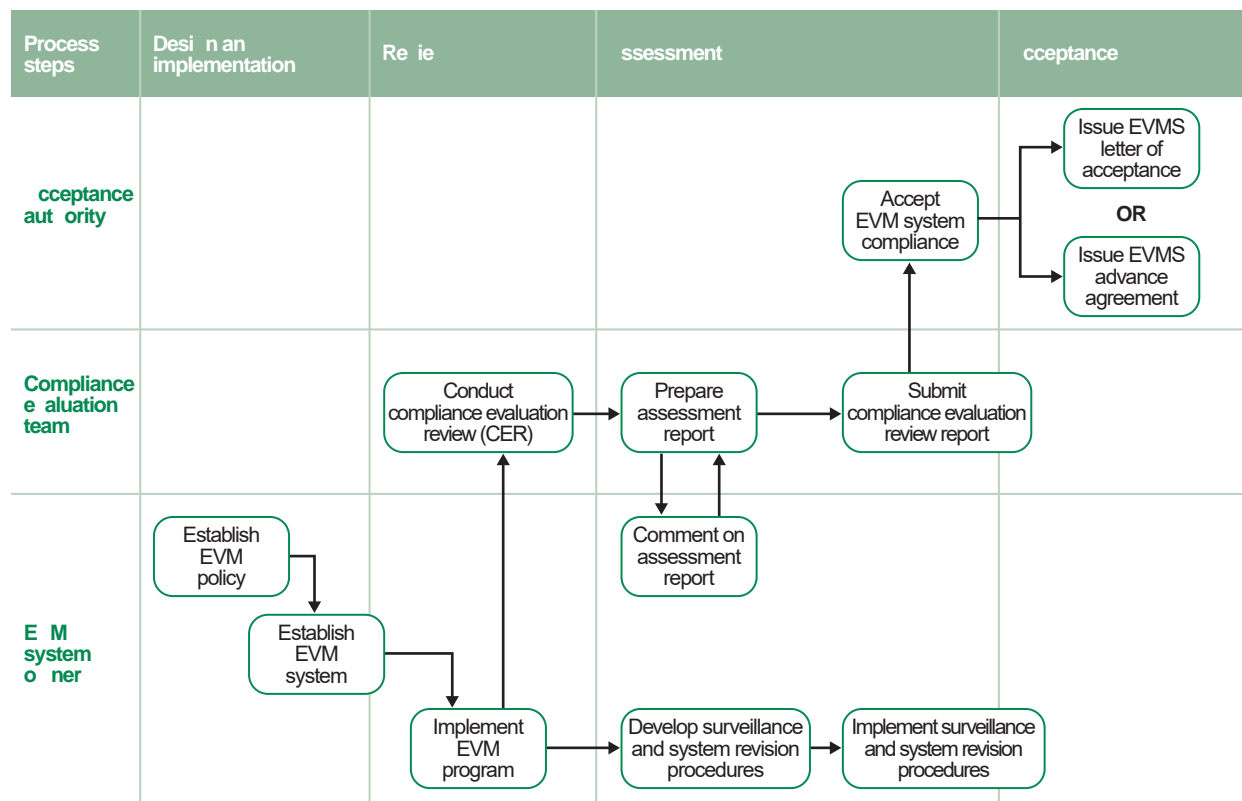 Process
steps
Desi n an
implementation
Re ie
ssessment
cceptance
cceptance
aut ority
Accept
EVM system
compliance
Issue EVMS
letter of
acceptance
OR
Issue EVMS
advance
agreement
Compliance
e aluation
team
Conduct
compliance evaluation
review (CER)
Prepare
assessment
report
Submit
compliance evaluation
review report
E M
system
o ner
Establish
EVM
policy
Comment on
assessment
report
Establish
EVM
system
Implement
EVM
program
Develop surveillance
and system revision
procedures
Implement surveillance
and system revision
procedures